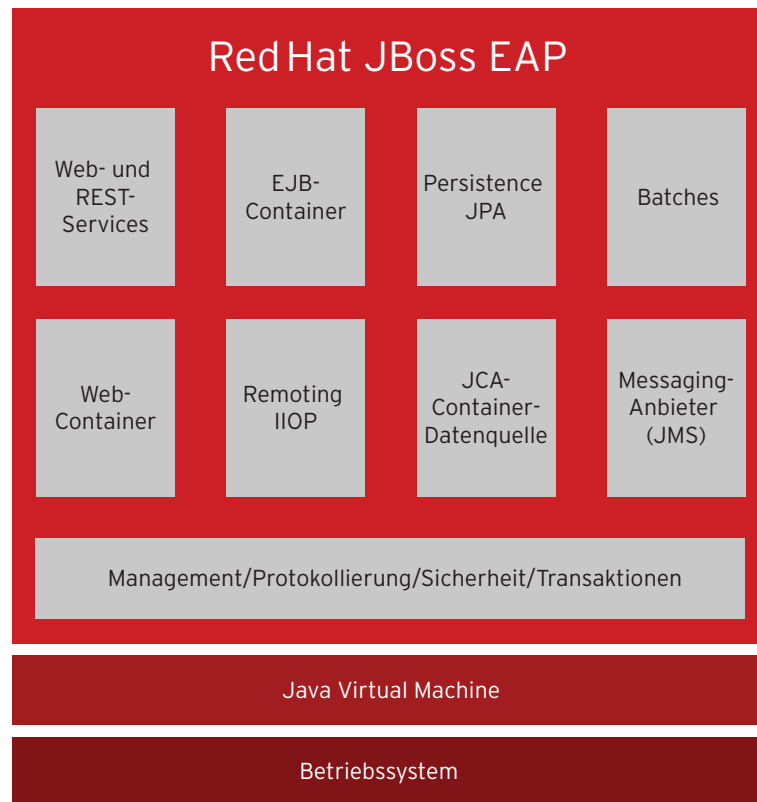 Red Hat JBoss EAP
Web- und
REST-
Services
EJB-
Container
Persistence
JPA
Batches
Web-
Container
Remoting
IIOP
JCA-
Container-
Datenquelle
Messaging-
Anbieter
(JMS)
Management/Protokollierung/Sicherheit/Transaktionen
Java Virtual Machine
Betriebssystem